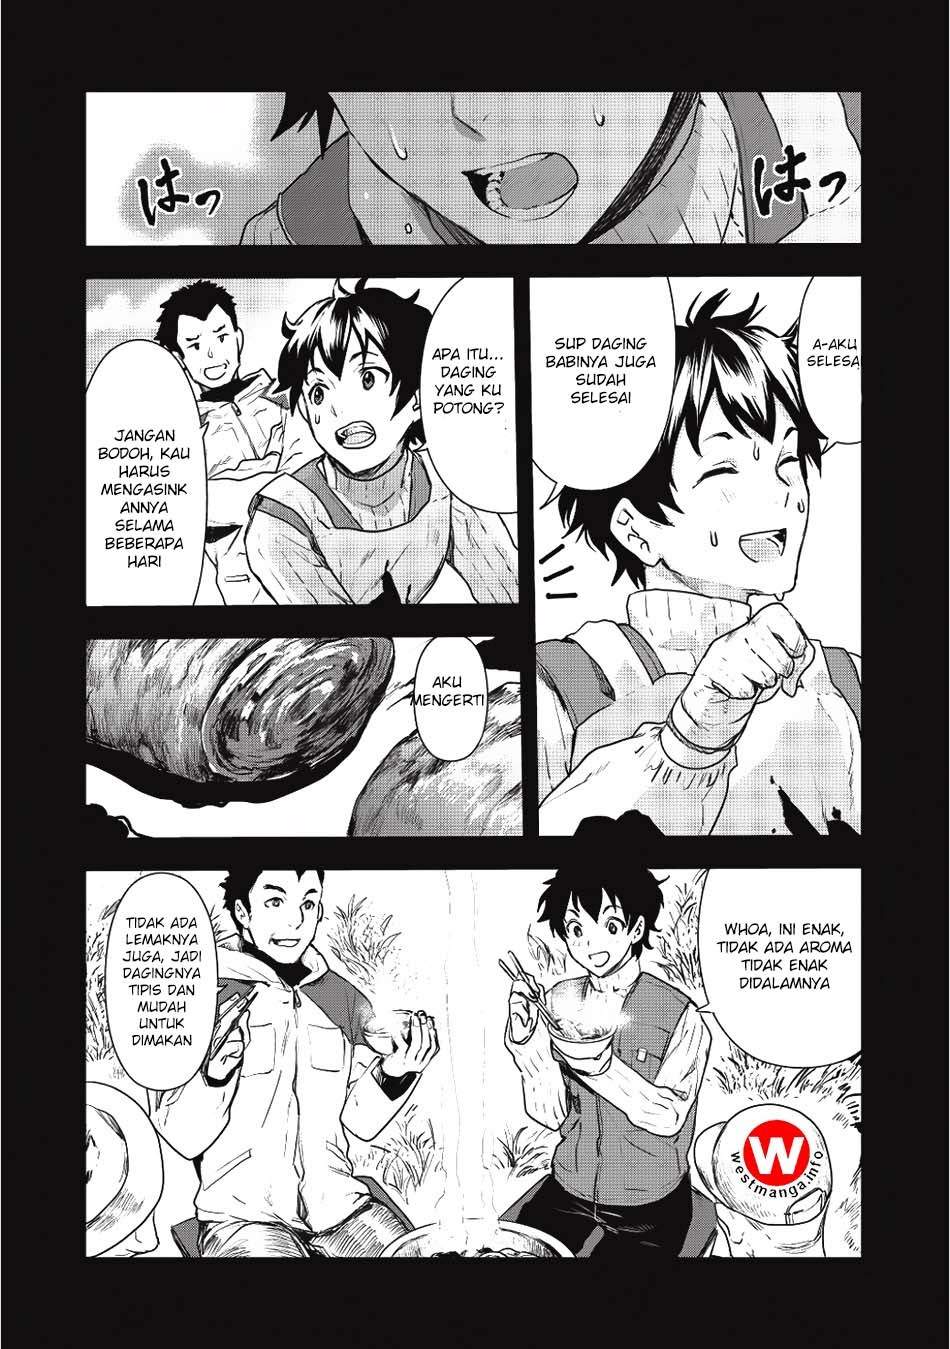 はっ
はっ
A-AKU
SELESA
SUP DAGING
BABINYA JUGA
SUDAH
SELESAI
APA ITU...
DAGING
YANG KU
POTONG?
JANGAN
BODOH, KAU
HARUS
MENGASINK
ANNYA
SELAMA
BEBERAPA
HARI
AKU
MENGERTI
WHOA, INI ENAK,
TIDAK ADA AROMA
TIDAK ENAK
DIDALAMNYA
TIDAK ADA
LEMAKNYA
JUGA, JADI
DAGINGNYA
TIPIS DAN
MUDAH
UNTUK
DIMAKAN
W
westmanga.info